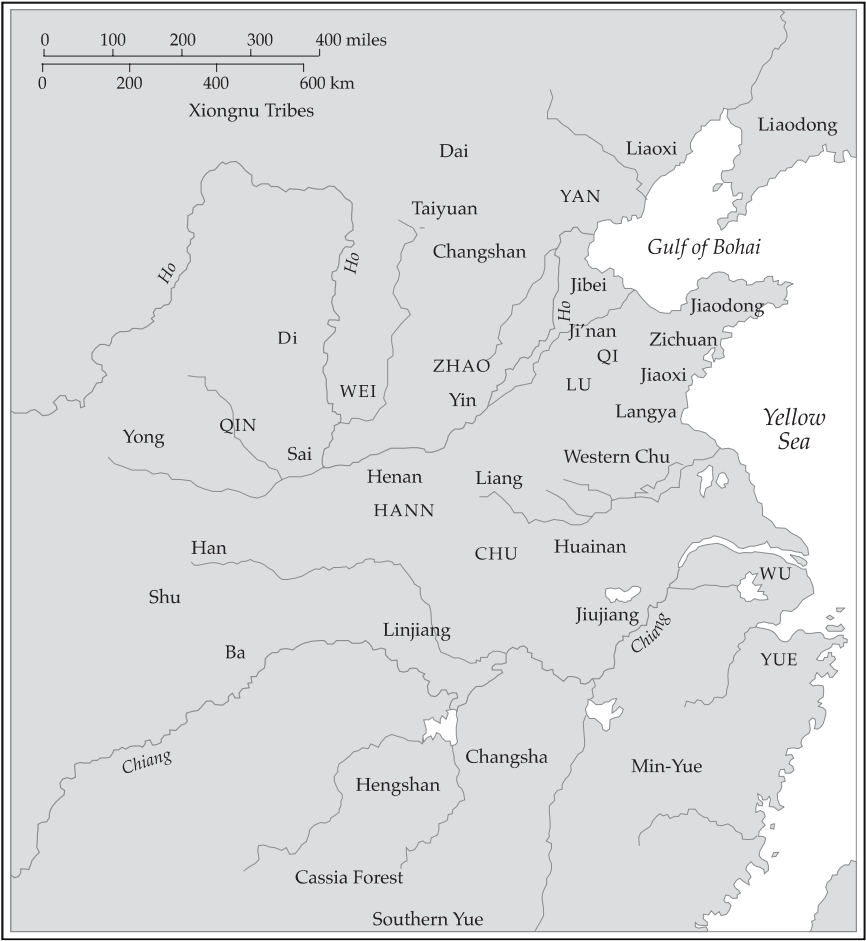 0 100 200 300 400 miles
0 200 400 600 km
Xiongnu Tribes
Liaodong
Dai
Liaoxi
YAN
Taiyuan
Changshan
Gulf of Bohai
Ho
Ho
Jibei
Jiaodong
Ho
Ji’nan
Di
Zichuan
QI
ZHAO
Jiaoxi
LU
WEI
Yin
Langya
QIN
Yellow
Sea
Yong
Sai
Western Chu
Henan
Liang
HANN
Han
CHU
Huainan
WU
Shu
Jiujiang
Linjiang
Chiang
Ba
YUE
Chiang
Changsha
Min-Yue
Hengshan
Cassia Forest
Southern Yue